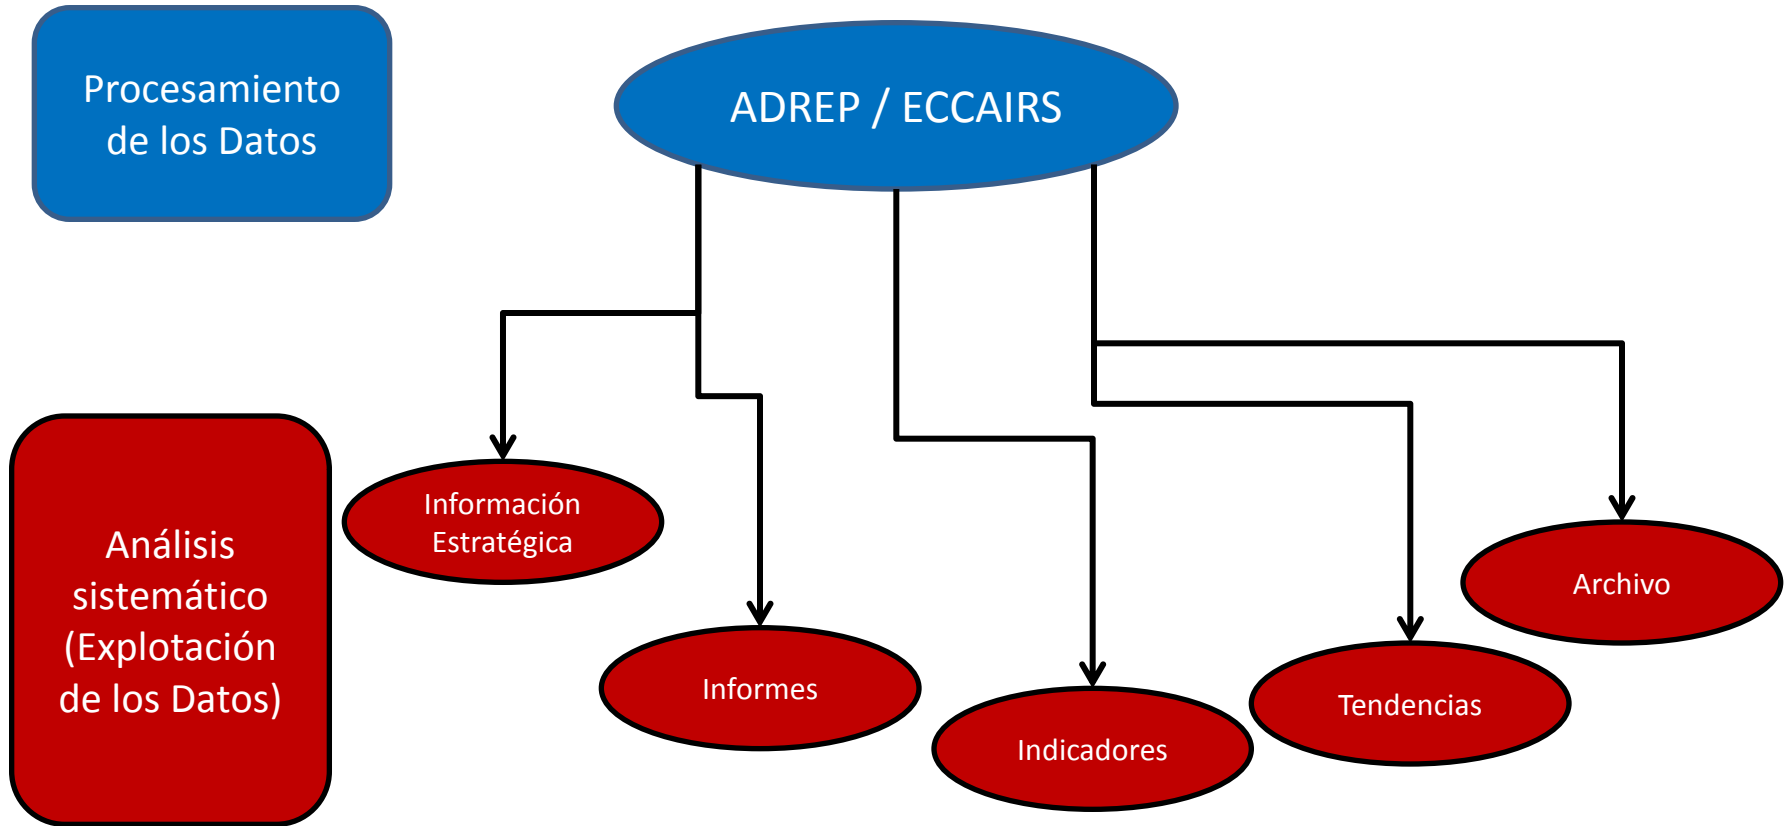 Procesamiento
de los Datos
ADREP / ECCAIRS
Análisis
sistemático
(Explotación
de los Datos)
Información
Estratégica
Informes
Indicadores
Tendencias
Archivo